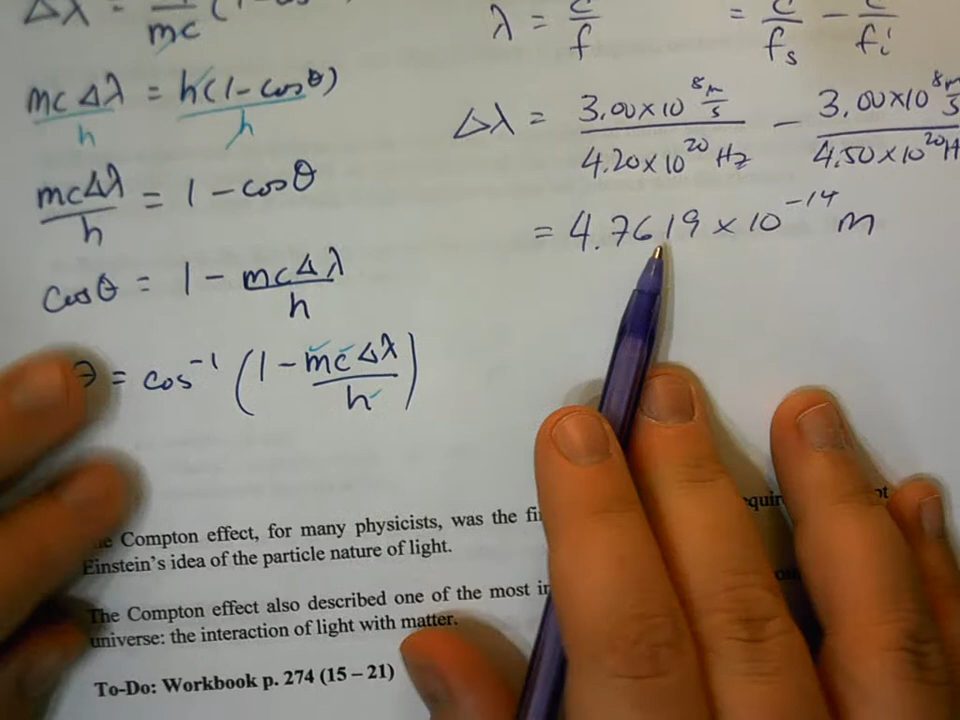 Δλ = /mc (1 - cos
mcΔλ/h = h(1 - cosθ)/h
mcΔλ/h = 1 - cosθ
cosθ = 1 - mcΔλ/h
= cos⁻¹ (1 - mcΔλ/h)
λ = c/f = c/fs - c/fi
Δλ = 3.00 x 10⁸ m/s / 4.20 x 10²⁰ Hz - 3.00 x 10⁸ m/s / 4.50 x 10²⁰ H
= 4.7619 x 10⁻¹⁴ m
Compton effect, for many physicists, was the
Einstein's idea of the particle nature of light.
The Compton effect also described one of the most
universe: the interaction of light with matter.
To-Do: Workbook p. 274 (15 – 21)